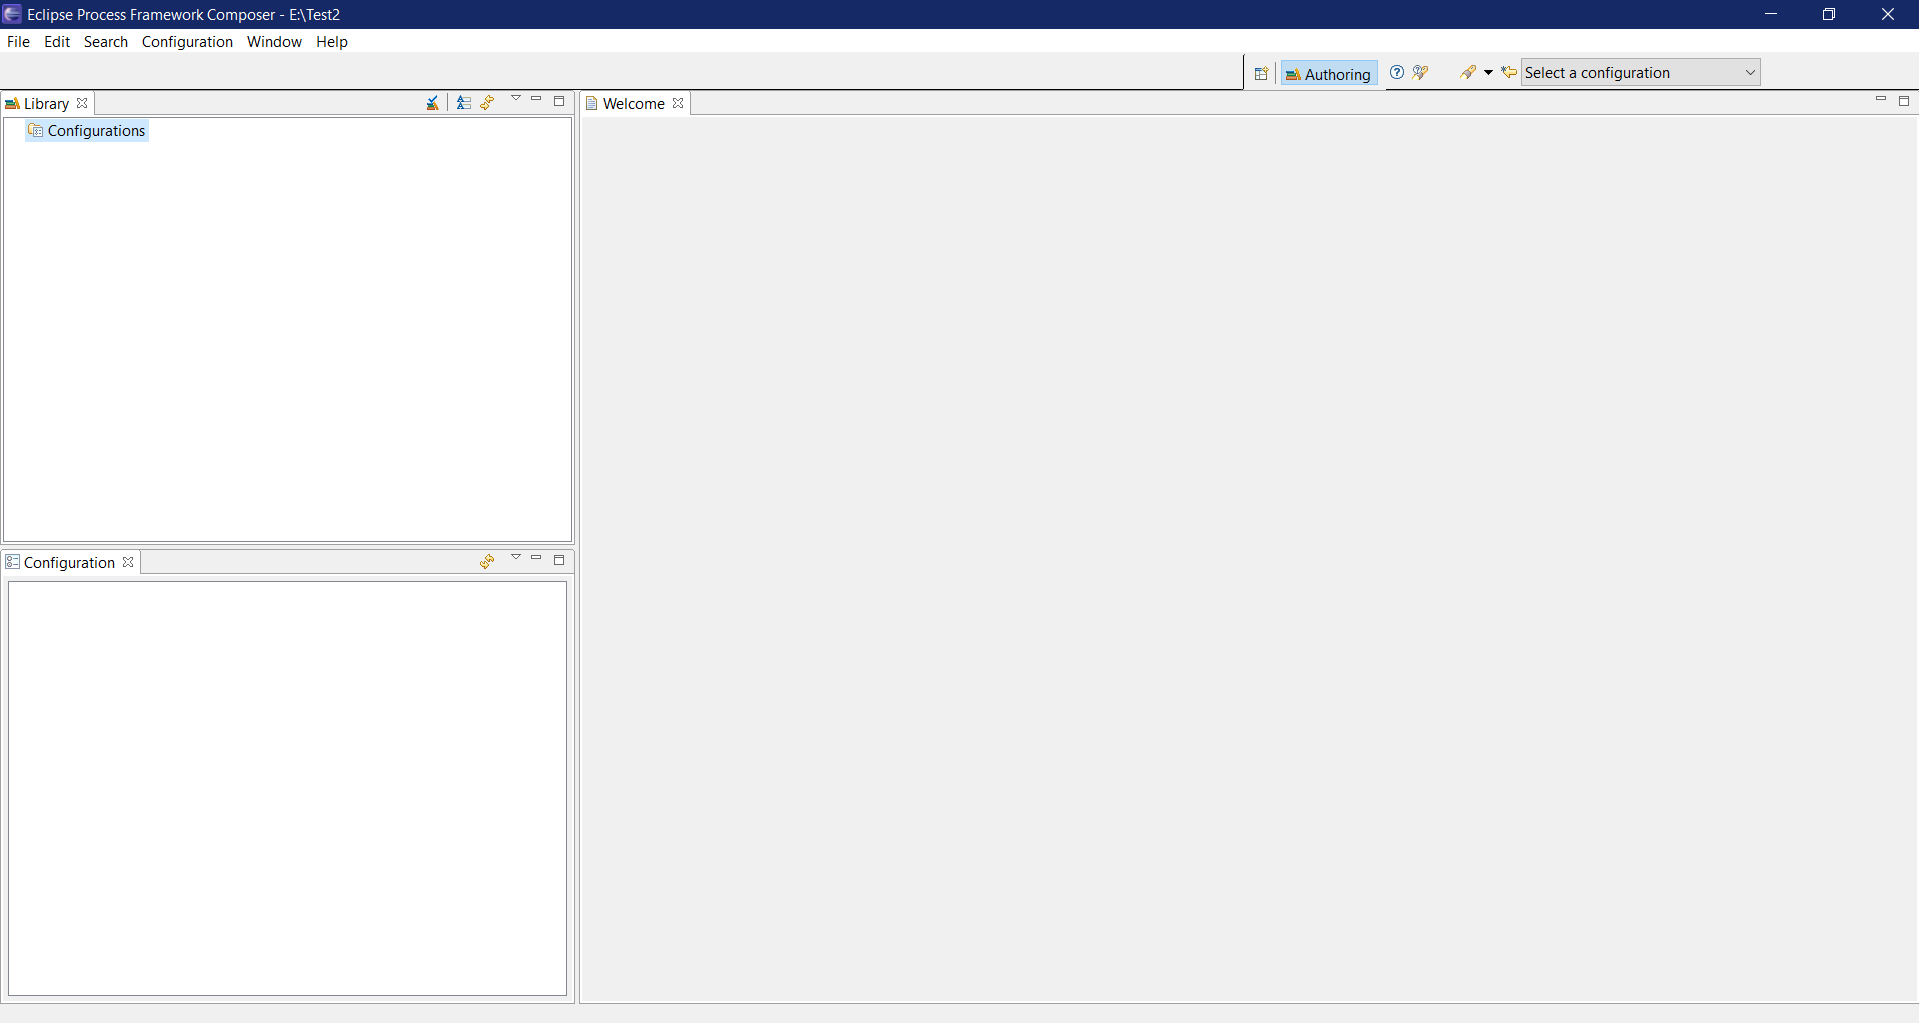 Eclipse Process Framework Composer - E:\Test2
File Edit Search Configuration Window Help
Authoring
Select a configuration
Library
Welcome
Configurations
Configuration